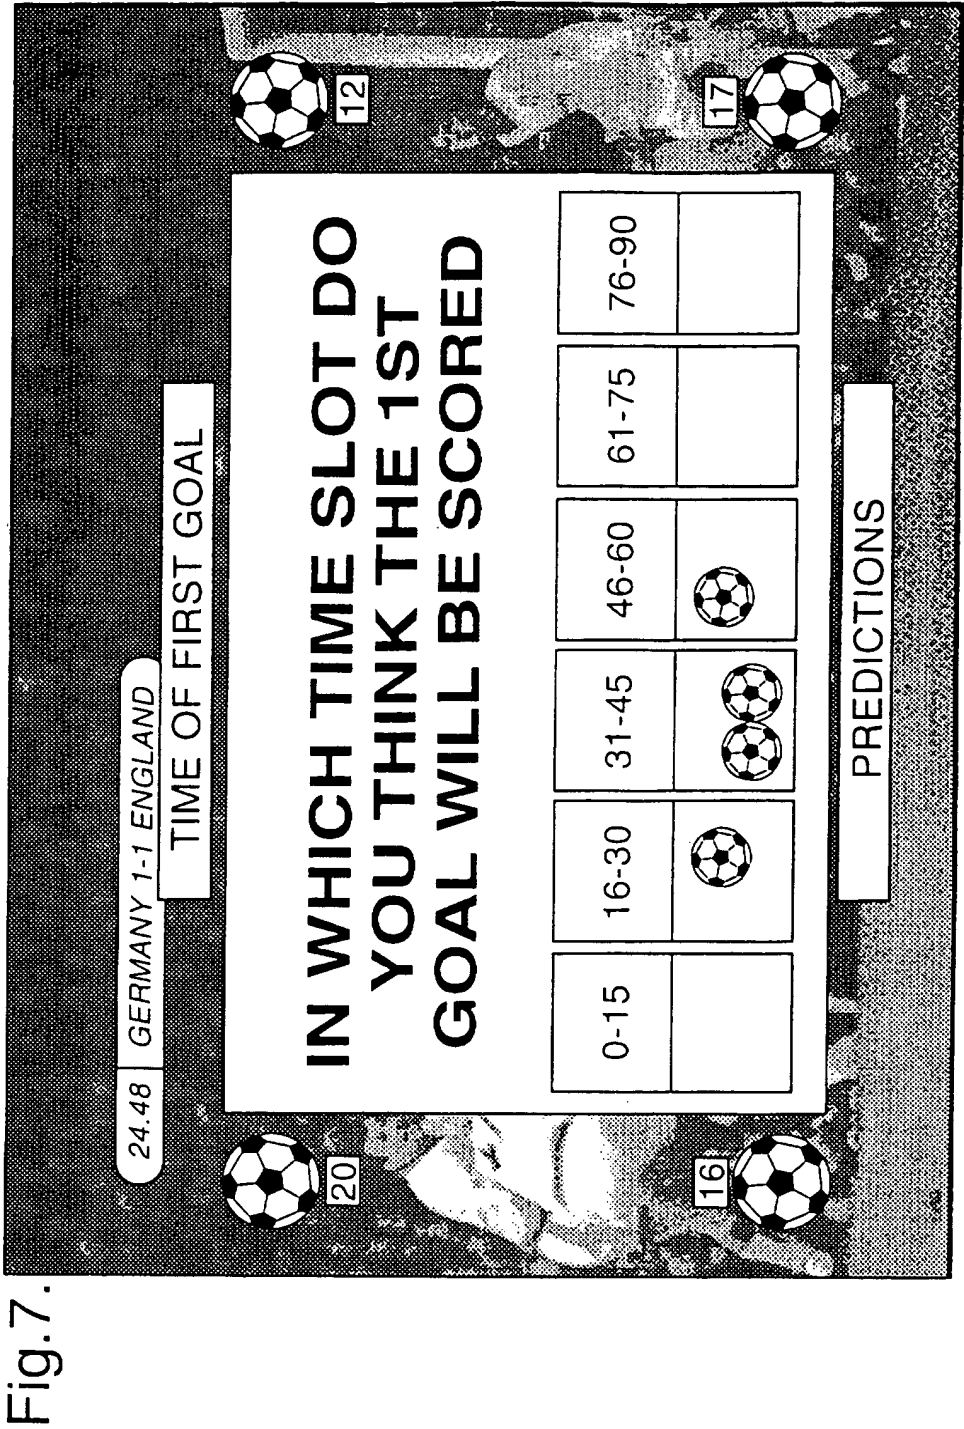 Fig.7.
24.48 GERMANY 1-1 ENGLAND
TIME OF FIRST GOAL
20
12
IN WHICH TIME SLOT DO
YOU THINK THE 1ST
GOAL WILL BE SCORED
0-15 16-30 31-45 46-60 61-75 76-90
16
17
PREDICTIONS